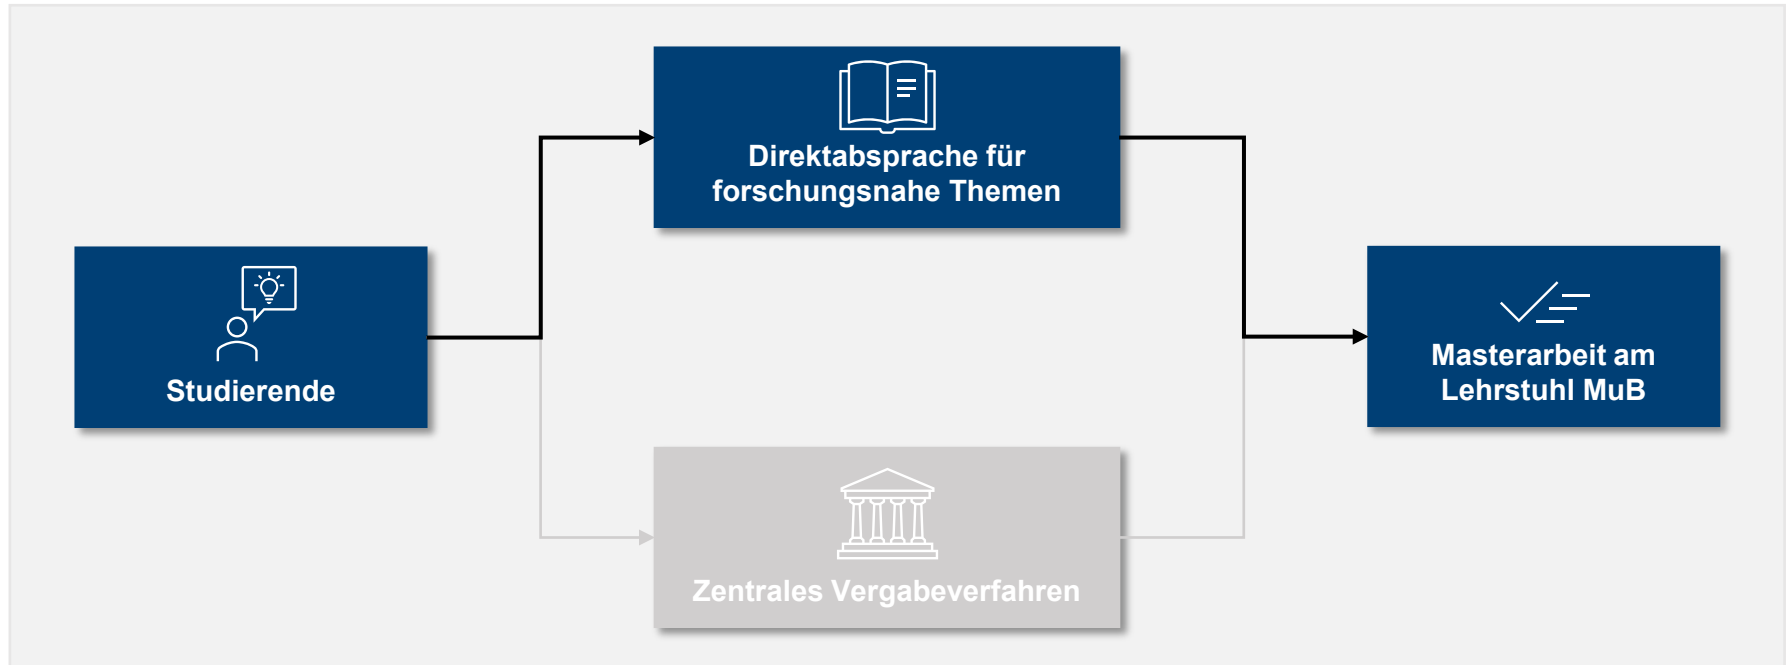 Direktabsprache für
forschungsnahe Themen
Studierende
Masterarbeit am
Lehrstuhl MuB
Zentrales Vergabeverfahren